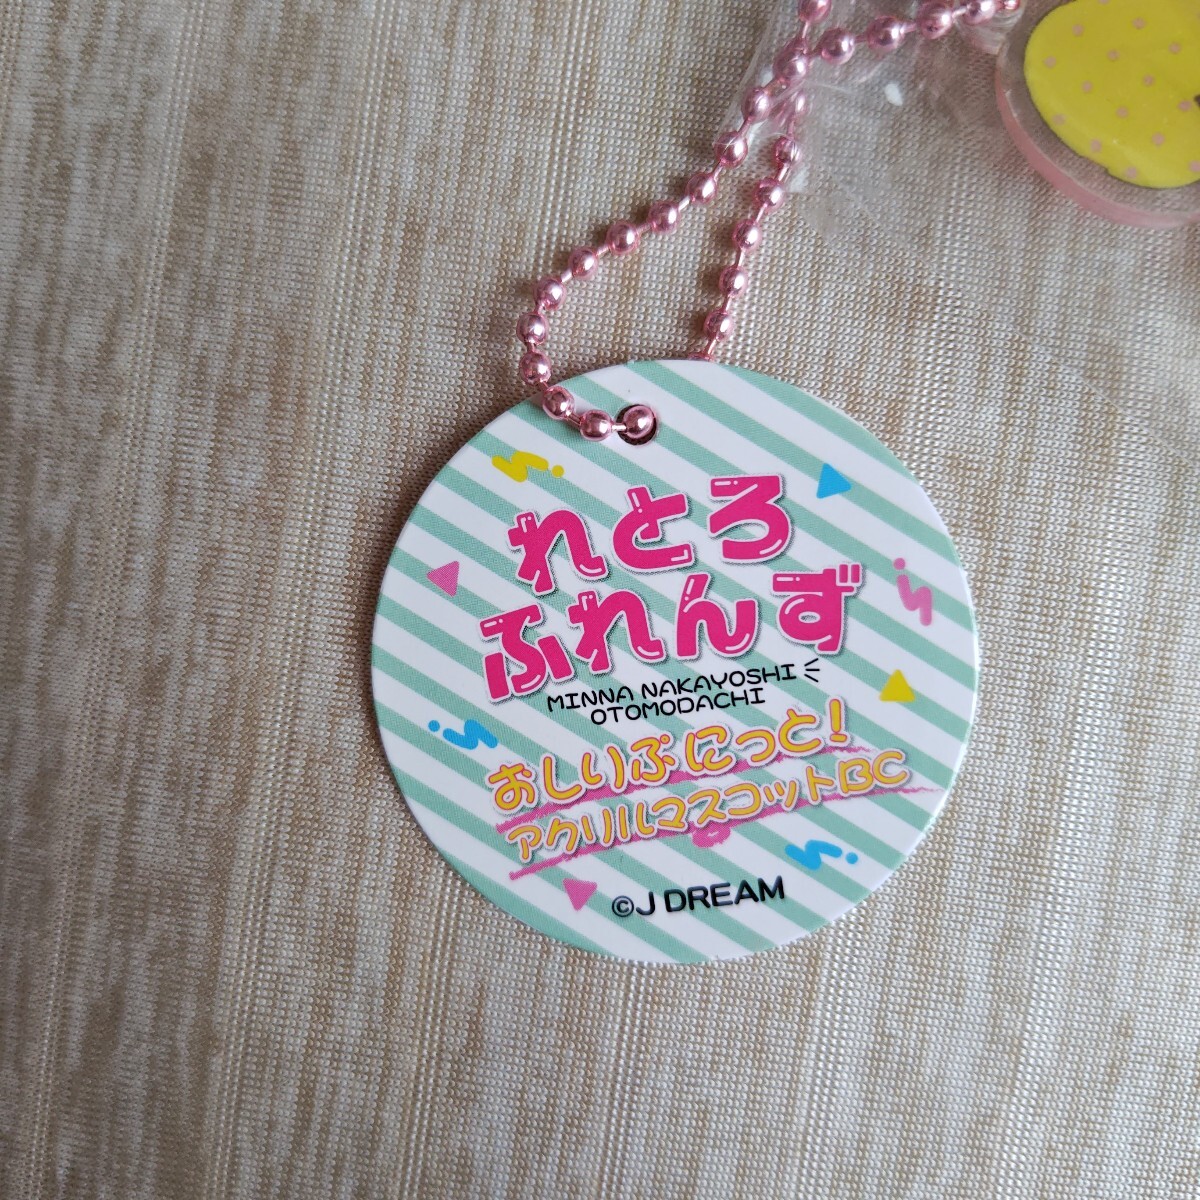 れとろ
ふれんず
MINNA NAKAYOSHI
OTOMODACHI
おしりぷにっと!
アクリルマスコットBC
©J DREAM